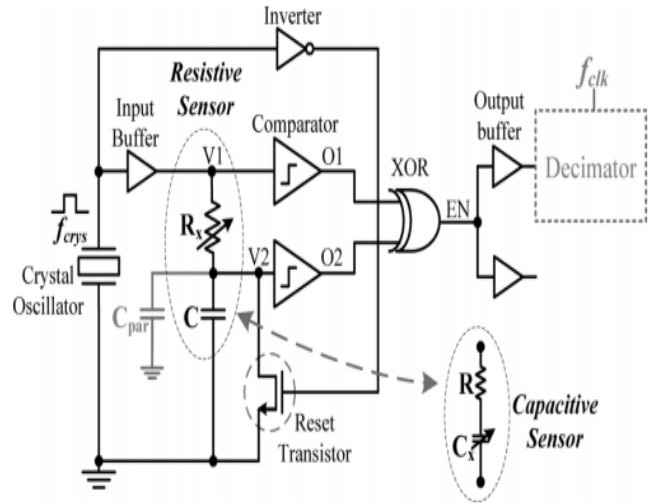 Inverter
Resistive
Sensor
f_clk
Input
Buffer
Comparator
Output
buffer
V1
O1
XOR
Decimator
EN
f_crys
R_x
V2
O2
Crystal
Oscillator
C_par
C
R
Capacitive
Sensor
C_x
Reset
Transistor